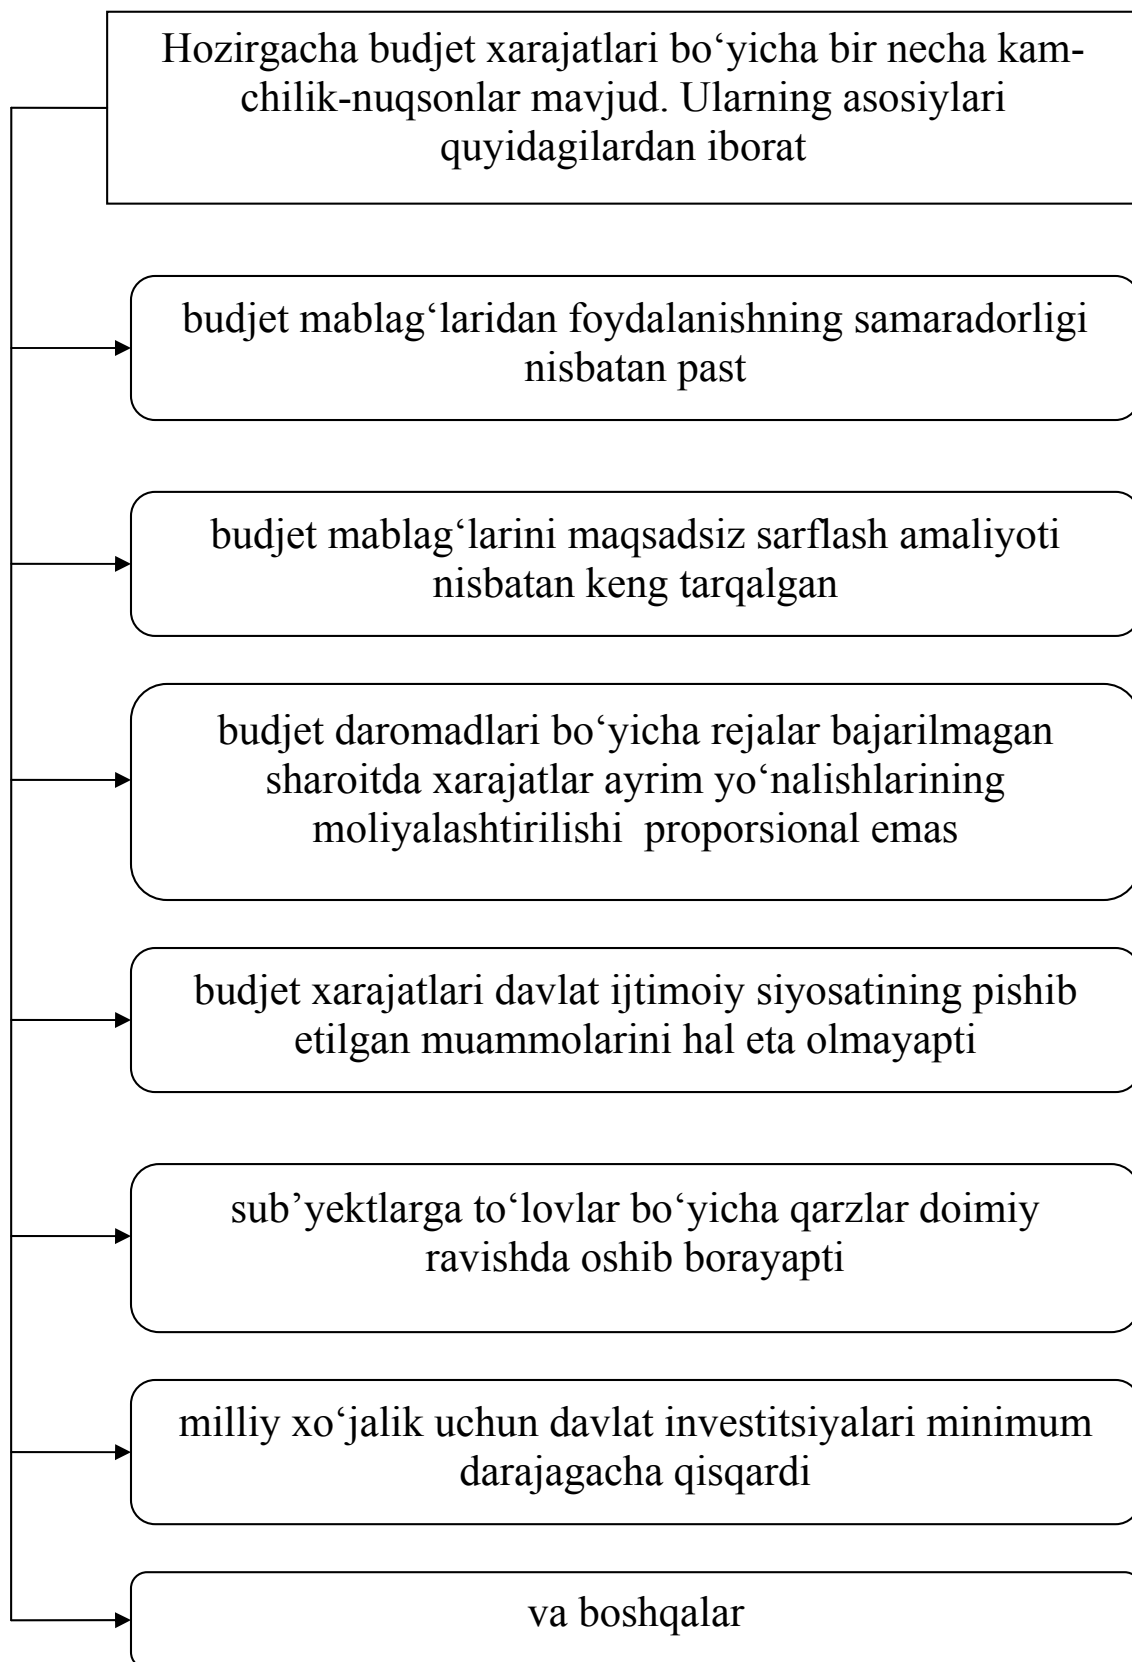 Hozirgacha budjet xarajatlari bo‘yicha bir necha kam-
chilik-nuqsonlar mavjud. Ularning asosiylari
quyidagilardan iborat
budjet mablag‘laridan foydalanishning samaradorligi
nisbatan past
budjet mablag‘larini maqsadsiz sarflash amaliyoti
nisbatan keng tarqalgan
budjet daromadlari bo‘yicha rejalar bajarilmagan
sharoitda xarajatlar ayrim yo‘nalishlarining
moliyalashtirilishi  proporsional emas
budjet xarajatlari davlat ijtimoiy siyosatining pishib
etilgan muammolarini hal eta olmayapti
sub’yektlarga to‘lovlar bo‘yicha qarzlar doimiy
ravishda oshib borayapti
milliy xo‘jalik uchun davlat investitsiyalari minimum
darajagacha qisqardi
va boshqalar